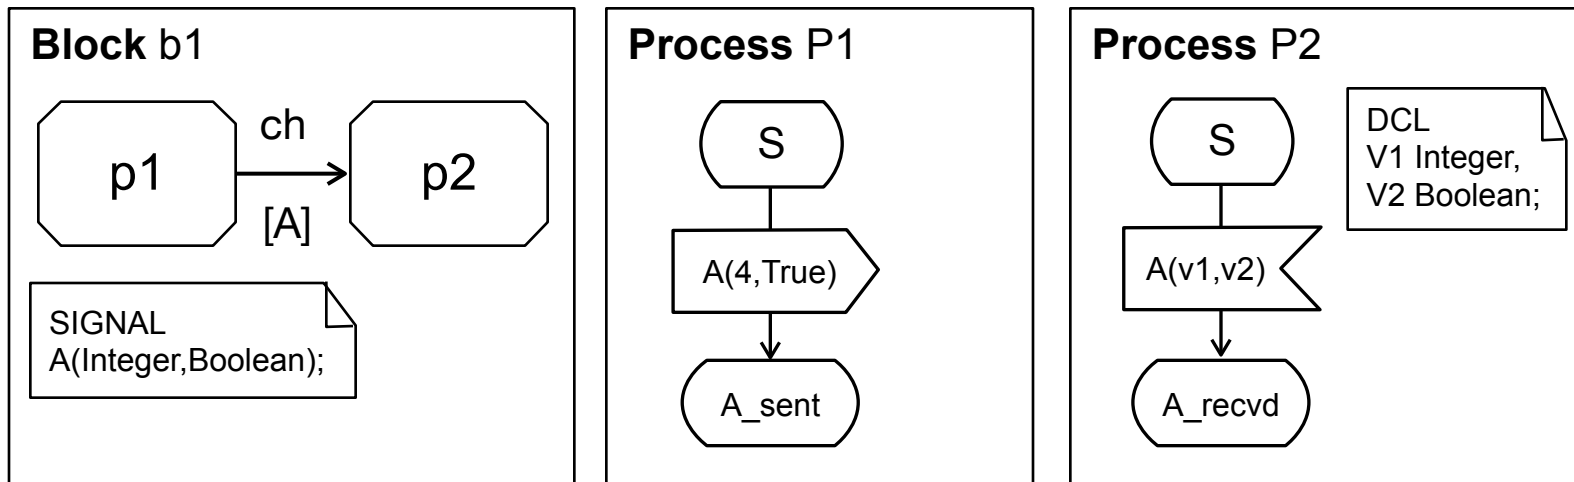 Block b1
ch
p1
p2
[A]
SIGNAL
A(Integer,Boolean);
Process P1
S
A(4,True)
A_sent
Process P2
S
DCL
V1 Integer,
V2 Boolean;
A(v1,v2)
A_recvd